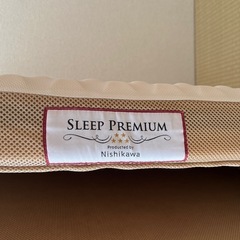 SLEEP PREMIUM
Produced by
Nishikawa